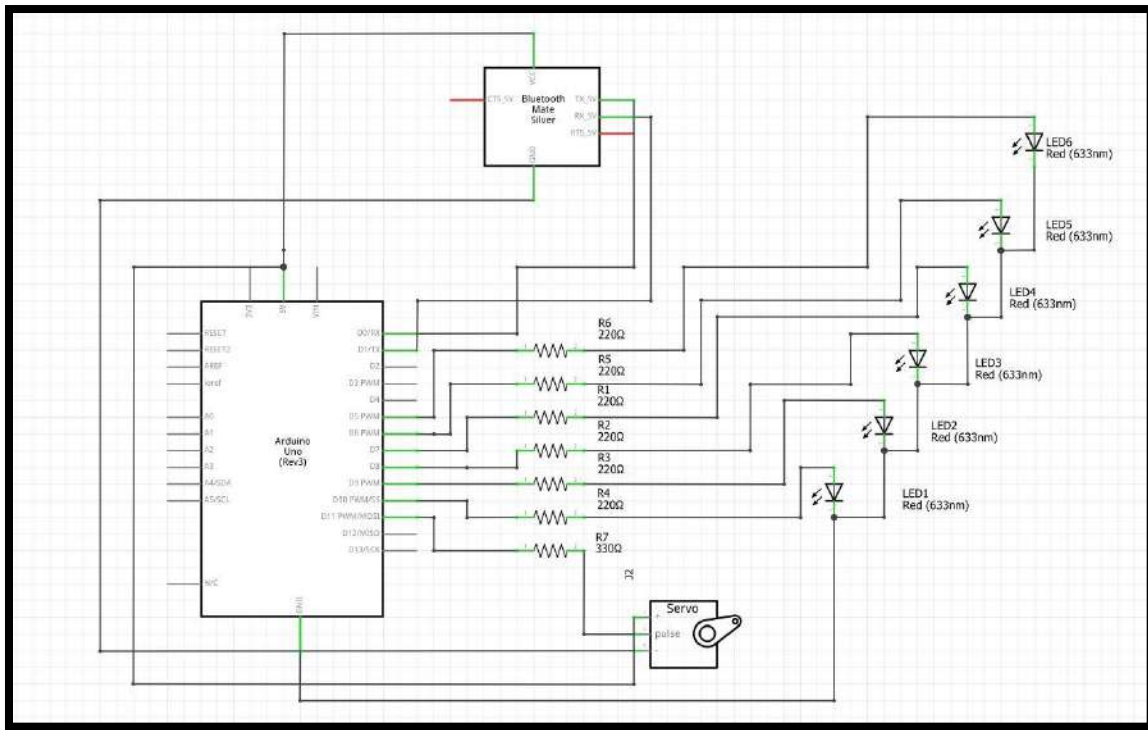 VCC
CTS_5V
Bluetooth
Mate
Silver
TX_5V
RX_5V
RTS_5V
GND
LED6
Red (633nm)
LED5
Red (633nm)
LED4
Red (633nm)
LED3
Red (633nm)
LED2
Red (633nm)
LED1
Red (633nm)
3V3
5V
VIN
RESET
RESET2
AREF
ioref
A0
A1
A2
A3
A4/SDA
A5/SCL
N/C
Arduino
Uno
(Rev3)
D0/RX
D1/TX
D2
D3 PWM
D4
D5 PWM
D6 PWM
D7
D8
D9 PWM
D10 PWM/SS
D11 PWM/MOSI
D12/MISO
D13/SCK
GND
R6
220Ω
R5
220Ω
R1
220Ω
R2
220Ω
R3
220Ω
R4
220Ω
R7
330Ω
J2
Servo
+
pulse
-